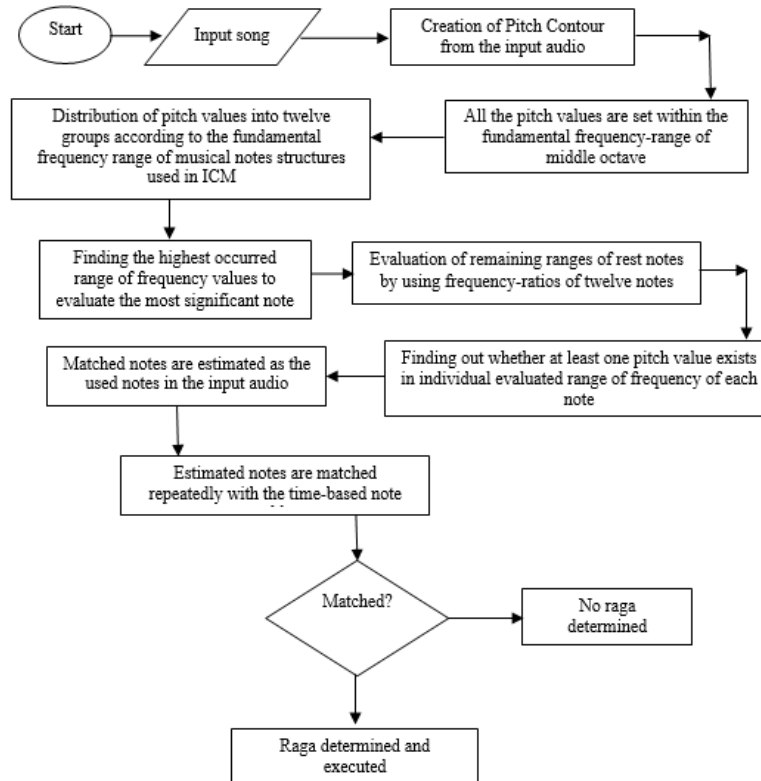 Start
Input song
Creation of Pitch Contour
from the input audio
All the pitch values are set within the
fundamental frequency-range of
middle octave
Distribution of pitch values into twelve
groups according to the fundamental
frequency range of musical notes structures
used in ICM
Finding the highest occurred
range of frequency values to
evaluate the most significant note
Evaluation of remaining ranges of rest notes
by using frequency-ratios of twelve notes
Finding out whether at least one pitch value exists
in individual evaluated range of frequency of each
note
Matched notes are estimated as the
used notes in the input audio
Estimated notes are matched
repeatedly with the time-based note
Matched?
No raga
determined
Raga determined and
executed